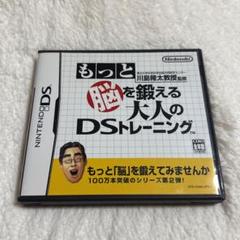 もっと
川島隆太教授監修
Nintendo
脳を鍛える
大人の
DSトレーニング
NINTENDO DS
もっと「脳」を鍛えてみませんか
100万本突破のシリーズ第2弾!